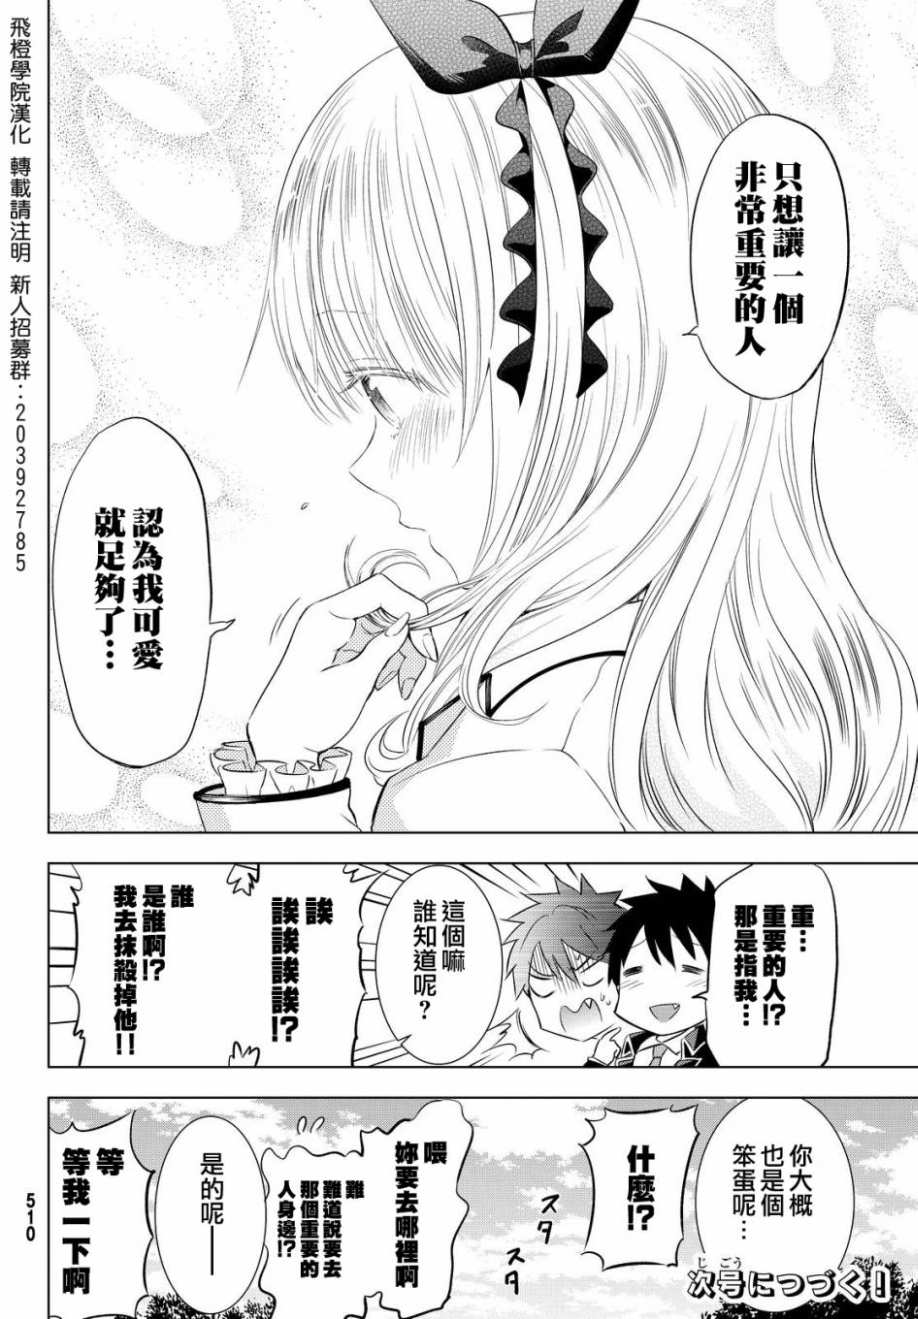 只想讓一個
非常重要的人
認為我可愛
就足夠了…
重…
重要的人!?
那是指我…
這個嘛
誰知道呢?
誒
誒誒誒誒!?
誰
是誰啊!?
我去抹殺掉他!!
你大概
也是個
笨蛋呢…
什麼!?
スタスタ
喂
妳要去哪裡啊
難
難道說要去
那個重要的
人身邊!?
是的呢——
等
等我一下啊
じごう
次号につづく!
510
飛橙學院漢化 轉載請注明 新人招募群:20392785